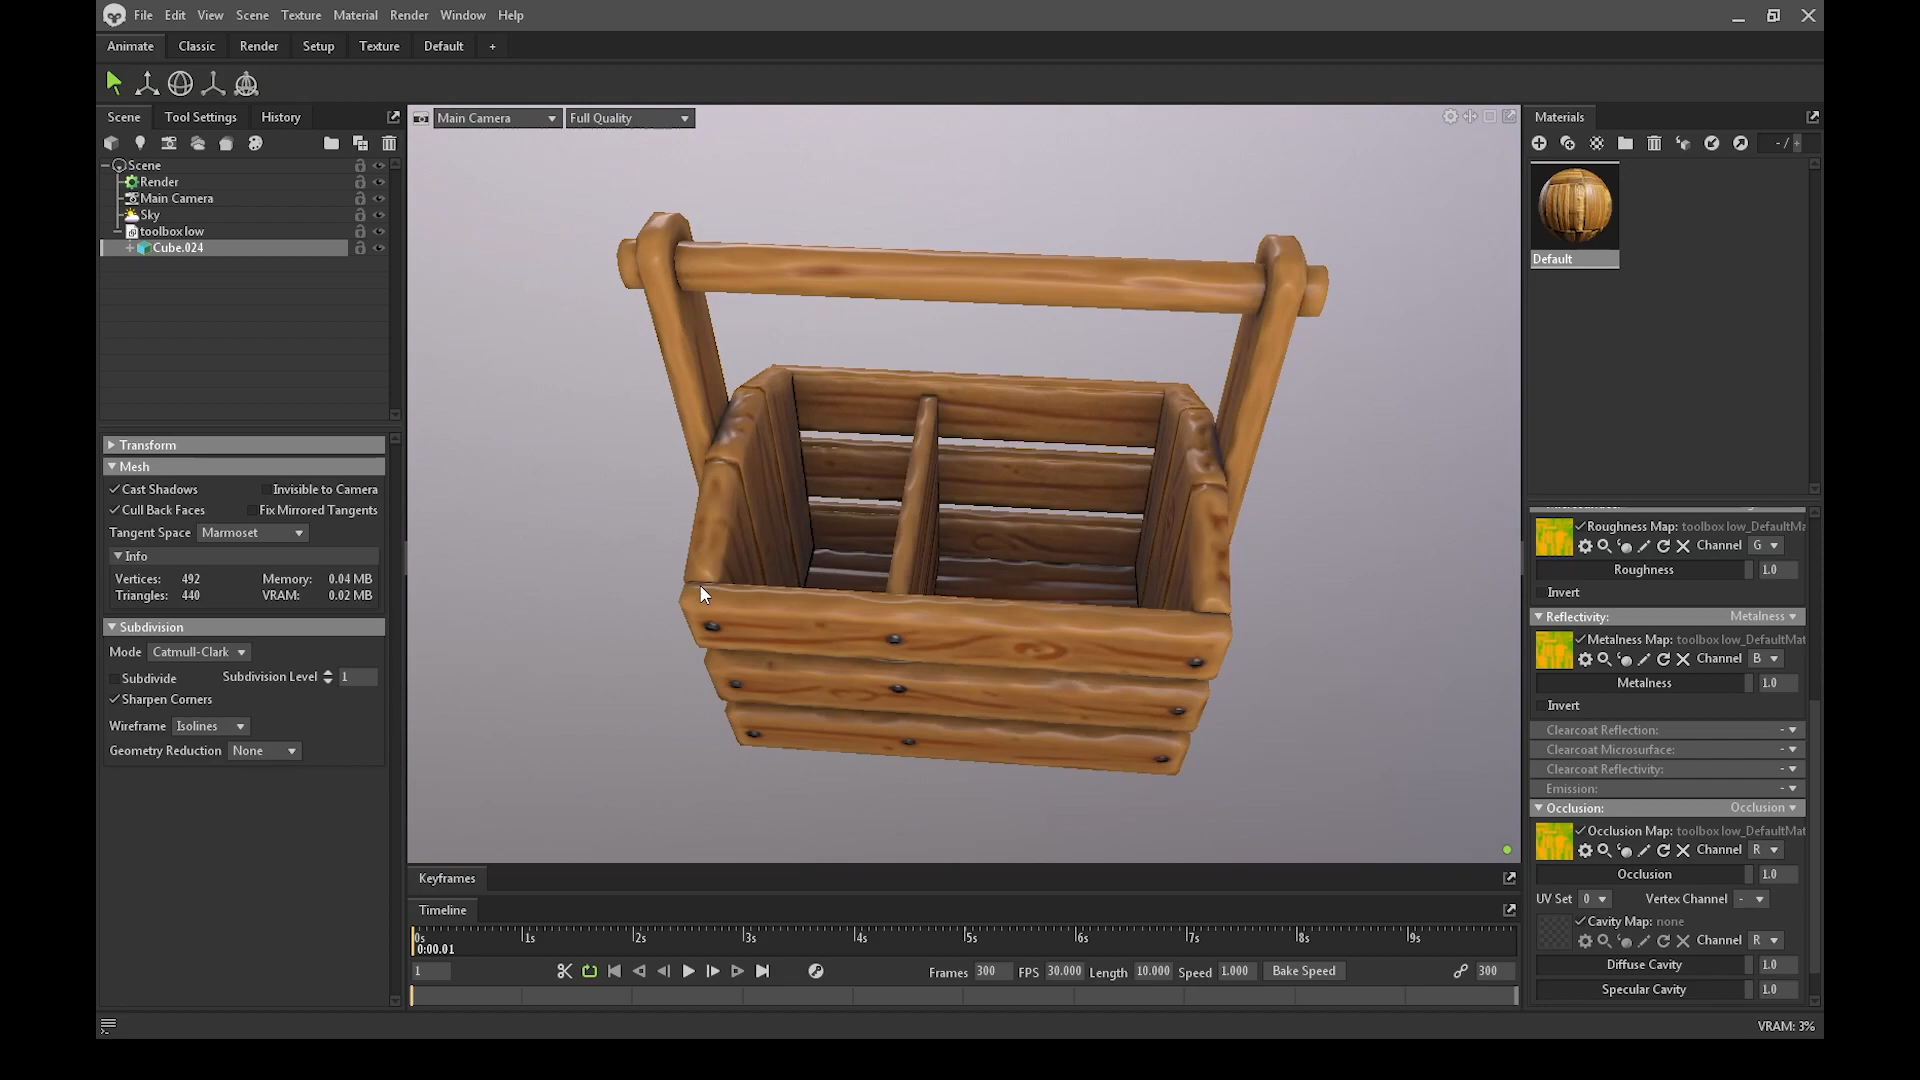 File Edit View Scene Texture Material Render Window Help
Animate Classic Render Setup Texture Default +
Scene Tool Settings History
Main Camera Full Quality
Materials
- / +
Scene
Render
Main Camera
Sky
toolbox low
Cube.024
Default
Transform
Mesh
Cast Shadows Invisible to Camera
Cull Back Faces Fix Mirrored Tangents
Tangent Space Marmoset
Info
Vertices: 492 Memory: 0.04 MB
Triangles: 440 VRAM: 0.02 MB
Subdivision
Mode Catmull-Clark
Subdivide Subdivision Level 1
Sharpen Corners
Wireframe Isolines
Geometry Reduction None
Roughness Map: toolbox low_DefaultMa
Channel G
Roughness 1.0
Invert
Reflectivity: Metalness
Metalness Map: toolbox low_DefaultMat
Channel B
Metalness 1.0
Invert
Clearcoat Reflection: -
Clearcoat Microsurface: -
Clearcoat Reflectivity: -
Emission: -
Occlusion: Occlusion
Occlusion Map: toolbox low_DefaultMat
Channel R
Occlusion 1.0
UV Set 0 Vertex Channel -
Cavity Map: none
Channel R
Diffuse Cavity 1.0
Specular Cavity 1.0
Keyframes
Timeline
0s 1s 2s 3s 4s 5s 6s 7s 8s 9s
0:00.01
1 Frames 300 FPS 30.000 Length 10.000 Speed 1.000 Bake Speed 300
VRAM: 3%